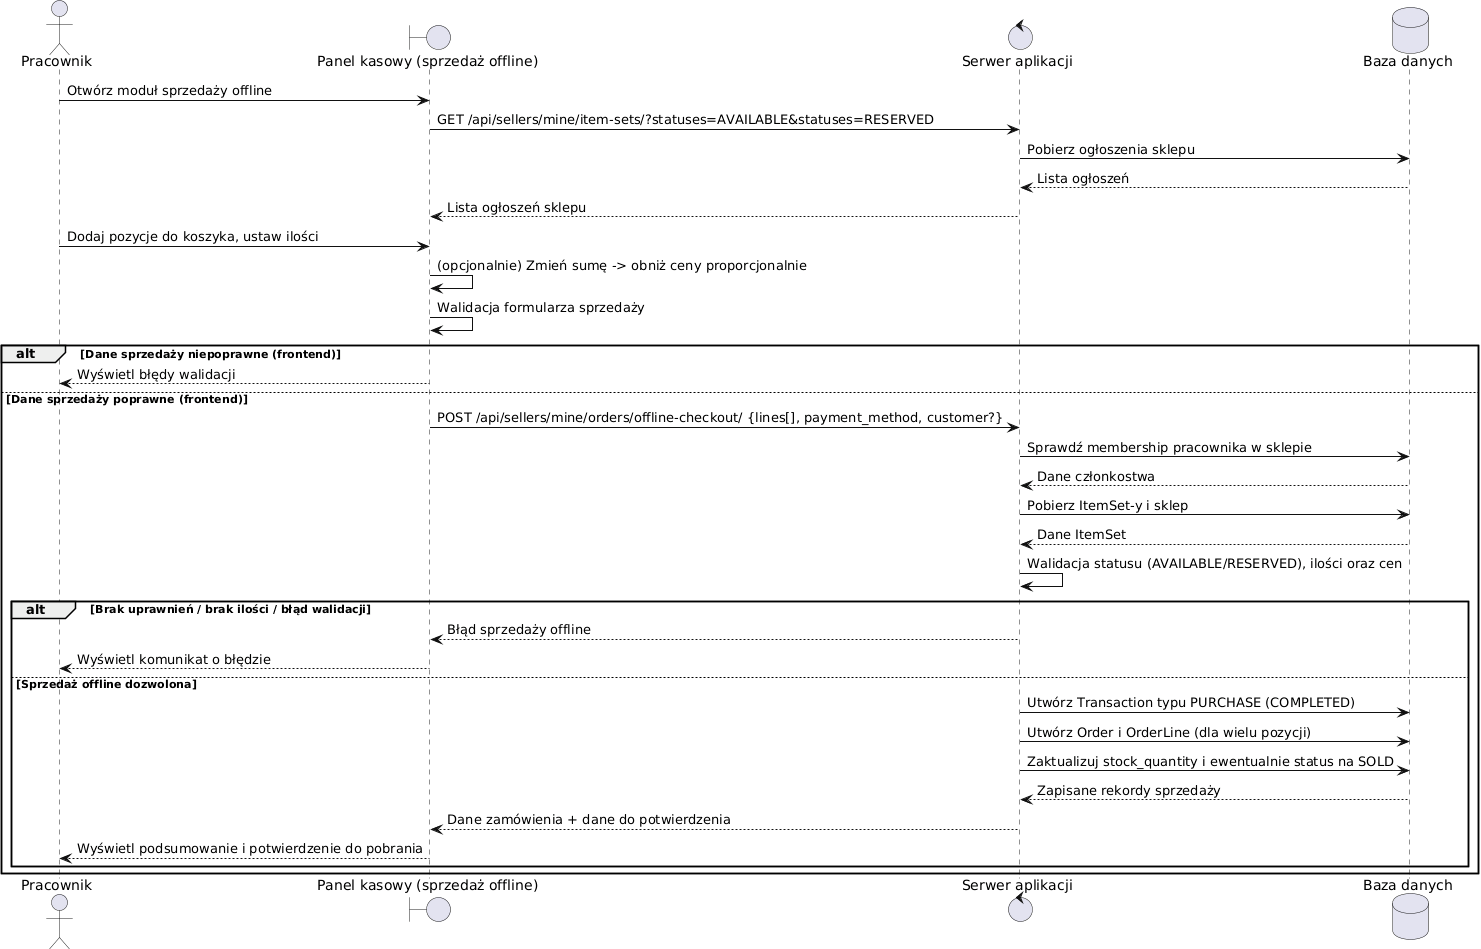 Pracownik
Panel kasowy (sprzedaż offline)
Serwer aplikacji
Baza danych
Otwórz moduł sprzedaży offline
GET /api/sellers/mine/item-sets/?statuses=AVAILABLE&statuses=RESERVED
Pobierz ogłoszenia sklepu
Lista ogłoszeń
Lista ogłoszeń sklepu
Dodaj pozycje do koszyka, ustaw ilości
(opcjonalnie) Zmień sumę -> obniż ceny proporcjonalnie
Walidacja formularza sprzedaży
alt [Dane sprzedaży niepoprawne (frontend)]
Wyświetl błędy walidacji
[Dane sprzedaży poprawne (frontend)]
POST /api/sellers/mine/orders/offline-checkout/ {lines[], payment_method, customer?}
Sprawdź membership pracownika w sklepie
Dane członkostwa
Pobierz ItemSet-y i sklep
Dane ItemSet
Walidacja statusu (AVAILABLE/RESERVED), ilości oraz cen
alt [Brak uprawnień / brak ilości / błąd walidacji]
Błąd sprzedaży offline
Wyświetl komunikat o błędzie
[Sprzedaż offline dozwolona]
Utwórz Transaction typu PURCHASE (COMPLETED)
Utwórz Order i OrderLine (dla wielu pozycji)
Zaktualizuj stock_quantity i ewentualnie status na SOLD
Zapisane rekordy sprzedaży
Dane zamówienia + dane do potwierdzenia
Wyświetl podsumowanie i potwierdzenie do pobrania
Pracownik
Panel kasowy (sprzedaż offline)
Serwer aplikacji
Baza danych